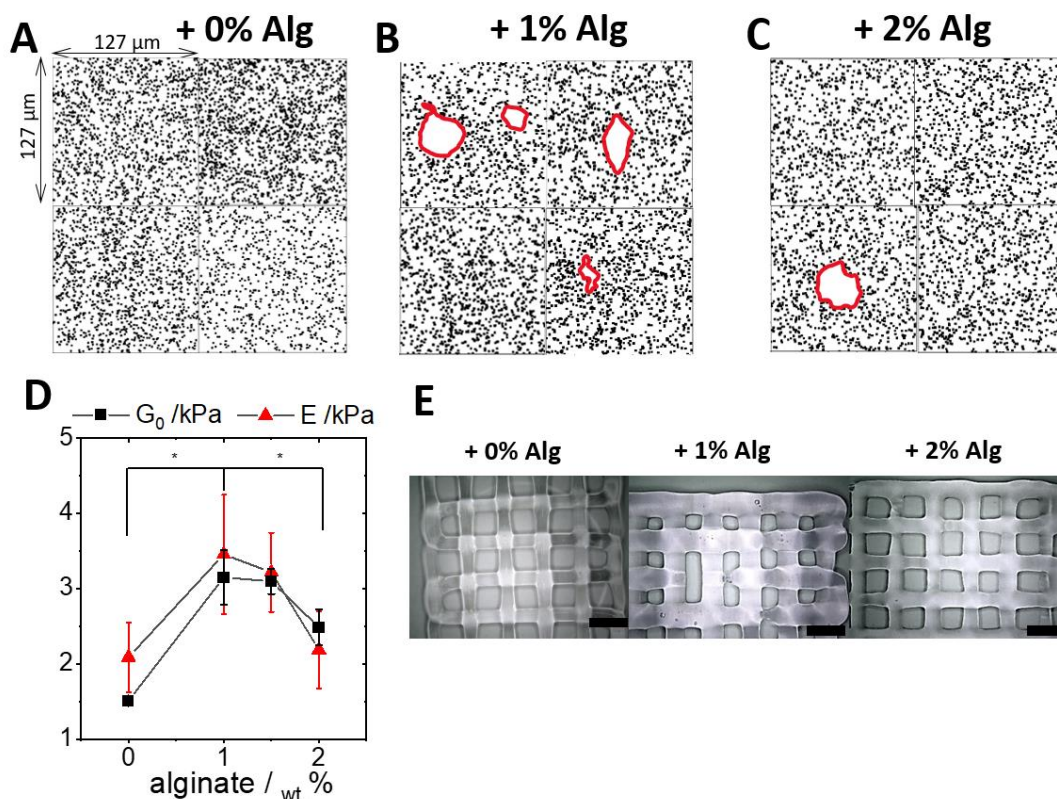 A
+ 0% Alg
127 µm
127 µm
B
+ 1% Alg
C
+ 2% Alg
D
G0 /kPa
E /kPa
5
4
3
2
1
*
*
0
1
2
alginate / wt %
E
+ 0% Alg
+ 1% Alg
+ 2% Alg